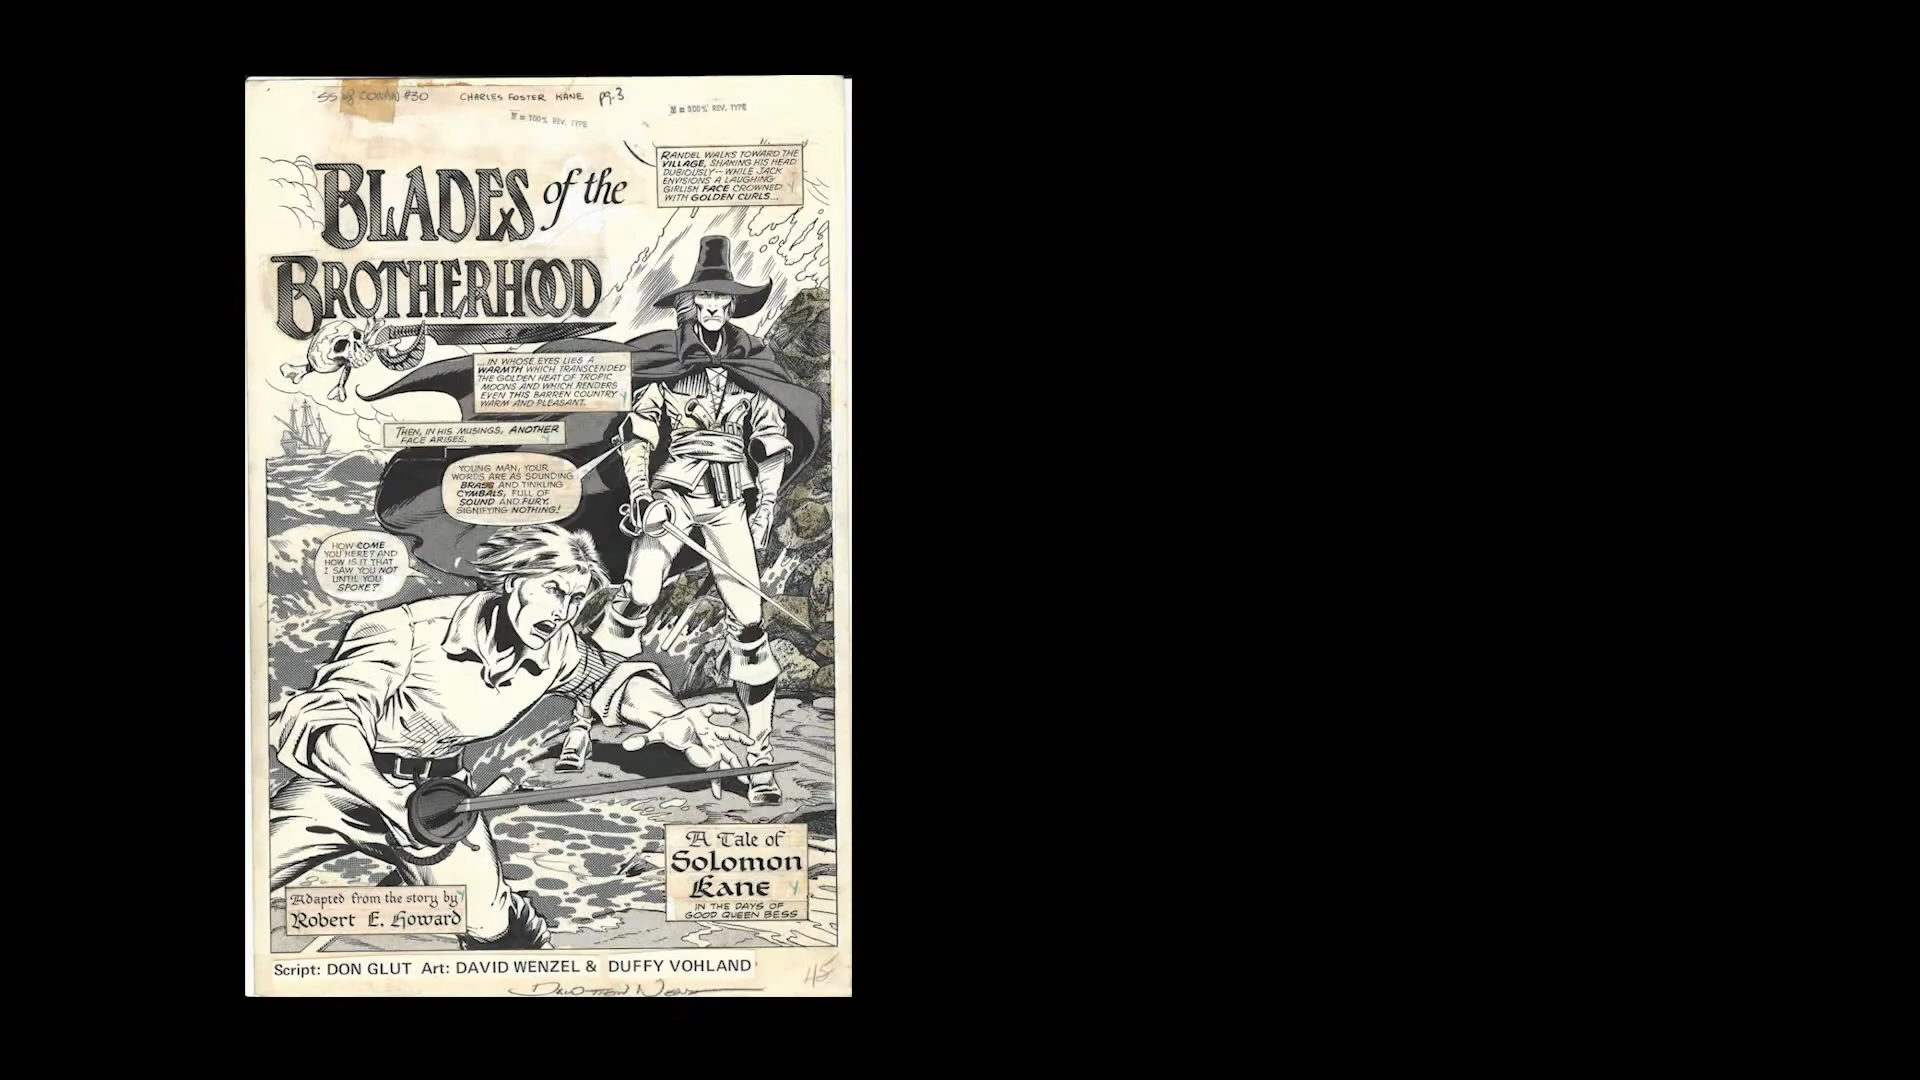 SS of CONAN #30 CHARLES FOSTER KANE pg.3
= 100% REV. TYPE
= 100% REV. TYPE
BLADES of the
BROTHERHOOD
RANDEL WALKS TOWARD THE
VILLAGE, SHAKING HIS HEAD
DUBIOUSLY-- WHILE JACK
ENVISIONS A LAUGHING
GIRLISH FACE CROWNED
WITH GOLDEN CURLS...
...IN WHOSE EYES LIES A
WARMTH WHICH TRANSCENDED
THE GOLDEN HEAT OF TROPIC
MOONS AND WHICH RENDERS
EVEN THIS BARREN COUNTRY
WARM AND PLEASANT.
THEN, IN HIS MUSINGS, ANOTHER
FACE ARISES.
YOUNG MAN, YOUR
WORDS ARE AS SOUNDING
BRASS AND TINKLING
CYMBALS, FULL OF
SOUND AND FURY,
SIGNIFYING NOTHING!
HOW COME
YOU HERE? AND
HOW IS IT THAT
I SAW YOU NOT
UNTIL YOU
SPOKE?
A Tale of
Solomon
Kane
IN THE DAYS OF
GOOD QUEEN BESS
Adapted from the story by
Robert E. Howard
Script: DON GLUT Art: DAVID WENZEL & DUFFY VOHLAND
45